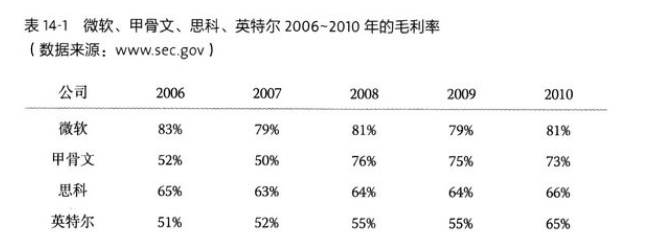 表 14-1 微软、甲骨文、思科、英特尔 2006~2010 年的毛利率
（数据来源：www.sec.gov）
公司 2006 2007 2008 2009 2010
微软 83% 79% 81% 79% 81%
甲骨文 52% 50% 76% 75% 73%
思科 65% 63% 64% 64% 66%
英特尔 51% 52% 55% 55% 65%